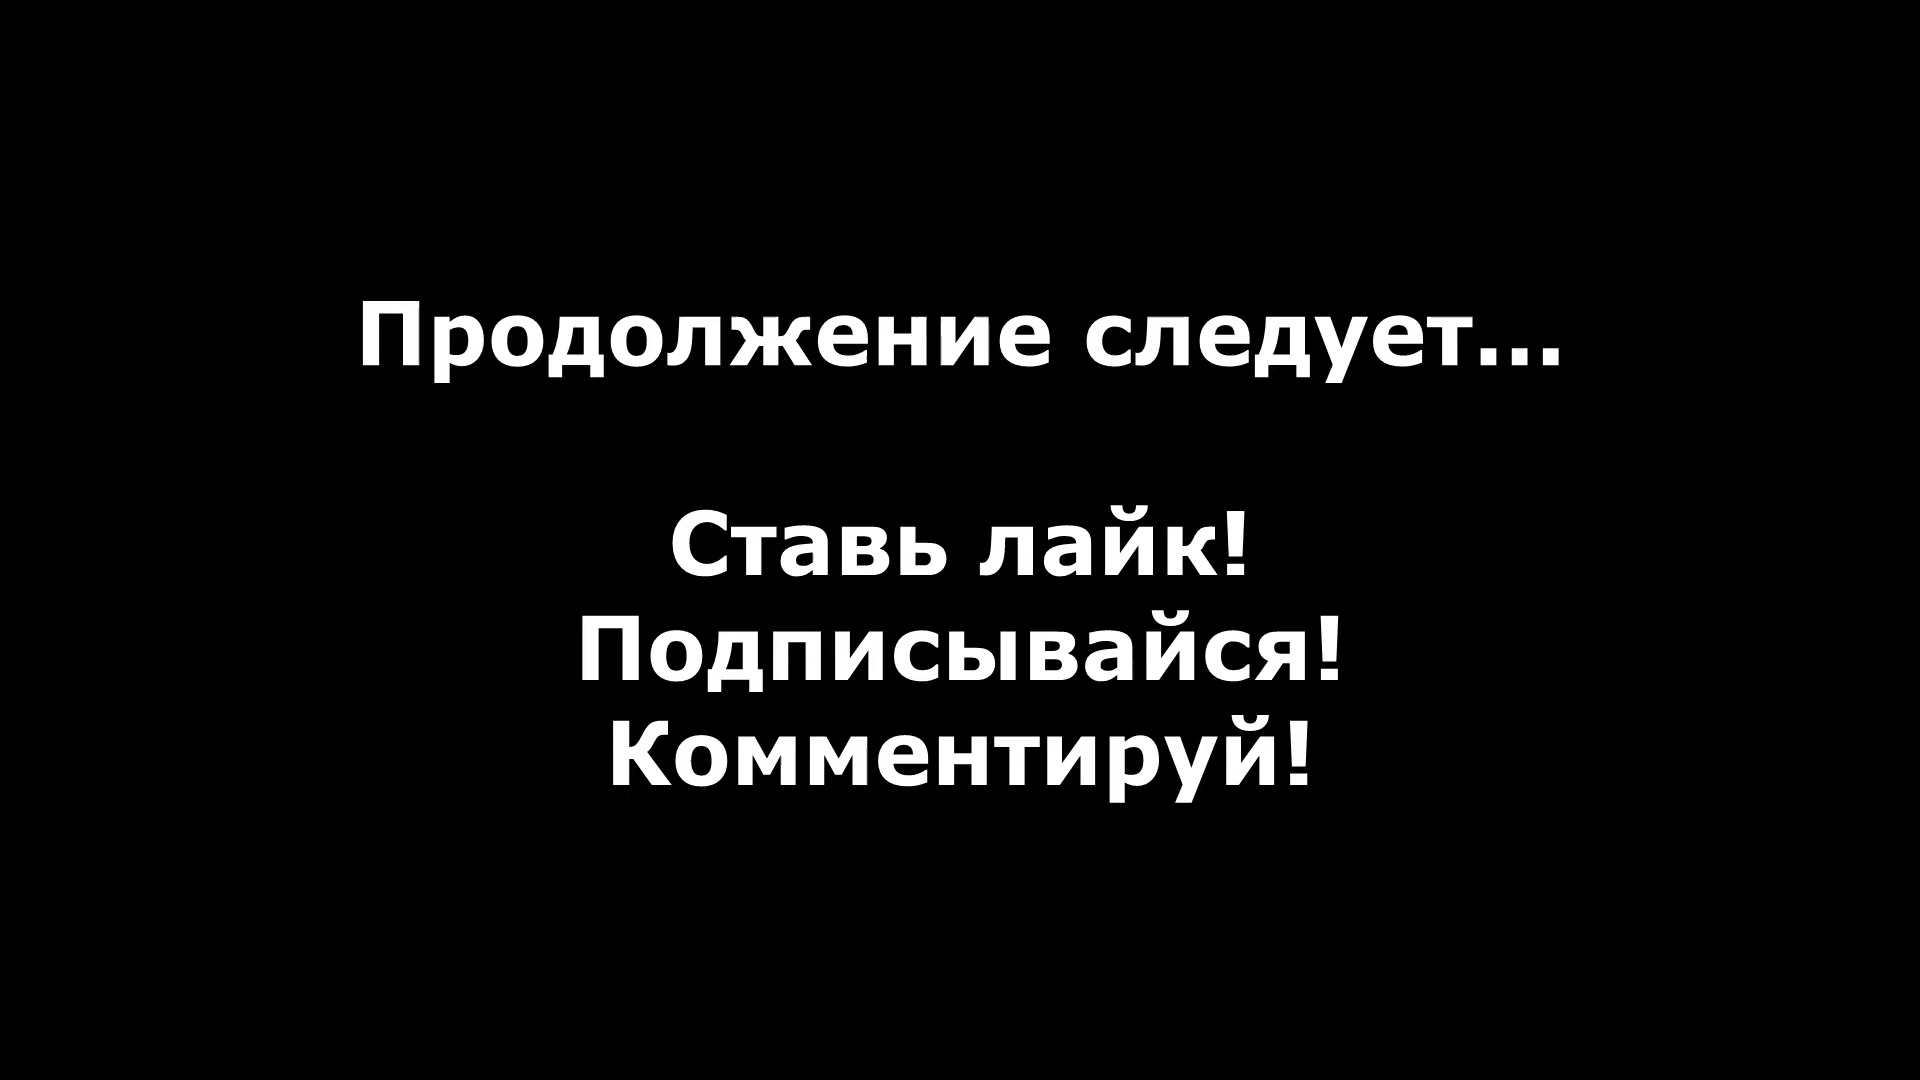 Продолжение следует...
Ставь лайк!
Подписывайся!
Комментируй!